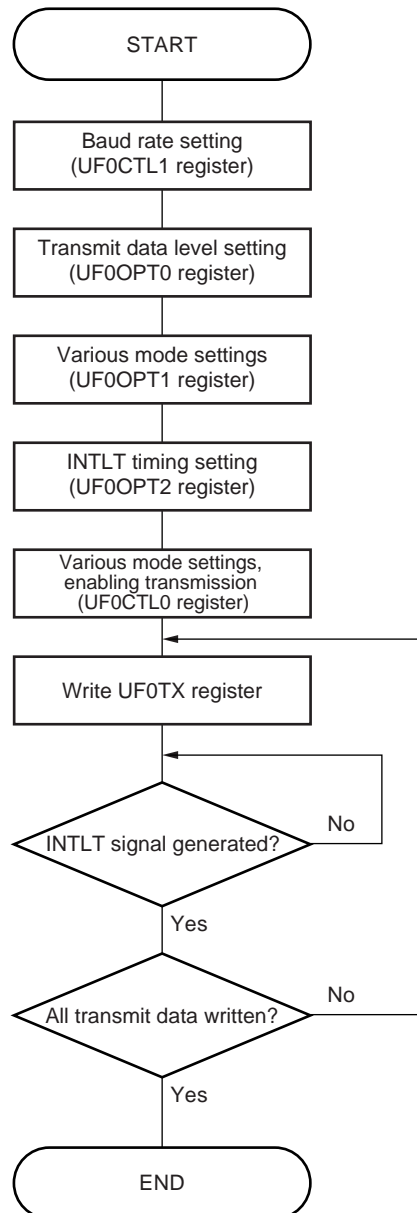 START
Baud rate setting
(UF0CTL1 register)
Transmit data level setting
(UF0OPT0 register)
Various mode settings
(UF0OPT1 register)
INTLT timing setting
(UF0OPT2 register)
Various mode settings,
enabling transmission
(UF0CTL0 register)
Write UF0TX register
INTLT signal generated?
No
Yes
All transmit data written?
No
Yes
END